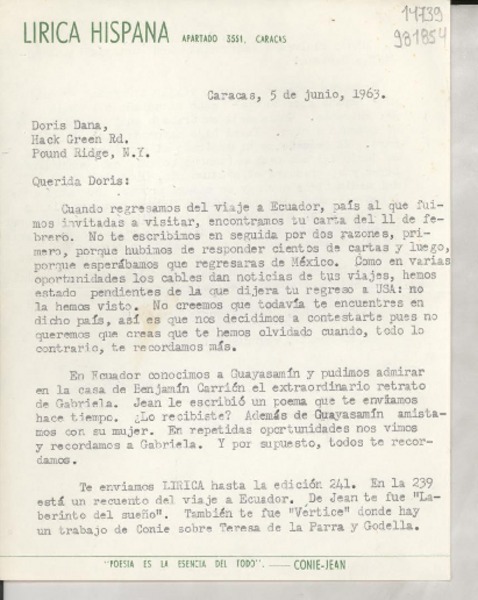 14739
981854
LIRICA HISPANA APARTADO 3551, CARACAS
Caracas, 5 de junio, 1963.
Doris Dana,
Hack Green Rd.
Pound Ridge, N.Y.
Querida Doris:
Cuando regresamos del viaje a Ecuador, país al que fui-
mos invitadas a visitar, encontramos tu carta del 11 de fe-
brero. No te escribimos en seguida por dos razones, pri-
mero, porque hubimos de responder cientos de cartas y luego,
porque esperábamos que regresaras de México. Como en varias
oportunidades los cables dan noticias de tus viajes, hemos
estado pendientes de la que dijera tu regreso a USA: no
la hemos visto. No creemos que todavía te encuentres en
dicho país, así es que nos decidimos a contestarte pues no
queremos que creas que te hemos olvidado cuando, todo lo
contrario, te recordamos más.
En Ecuador conocimos a Guayasamín y pudimos admirar
en la casa de Benjamín Carrión el extraordinario retrato
de Gabriela. Jean le escribió un poema que te envíamos
hace tiempo. ¿Lo recibiste? Además de Guayasamín amista-
mos con su mujer. En repetidas oportunidades nos vimos
y recordamos a Gabriela. Y por supuesto, todos te recor-
damos.
Te enviamos LIRICA hasta la edición 241. En la 239
está un recuento del viaje a Ecuador. De Jean te fue "La-
berinto del sueño". También te fue "Vertice" donde hay
un trabajo de Conie sobre Teresa de la Parra y Godella.
"POESIA ES LA ESENCIA DEL TODO". —— CONIE-JEAN